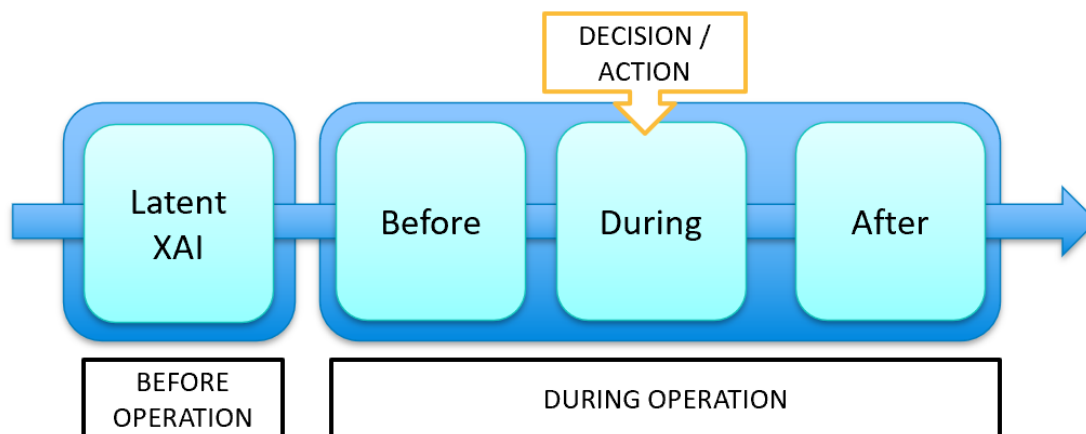 DECISION /
ACTION
Latent
XAI
Before
During
After
BEFORE
OPERATION
DURING OPERATION